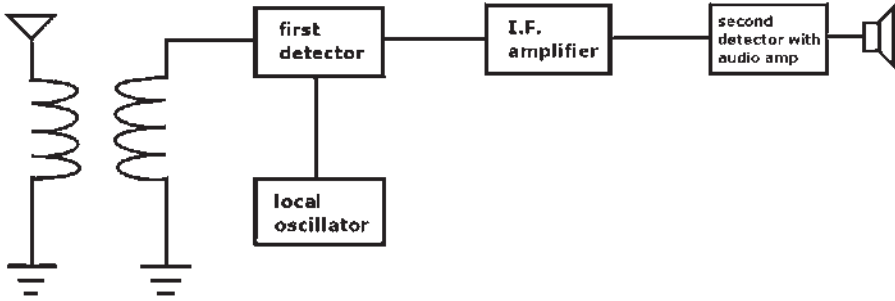 first
detector
I.F.
amplifier
second
detector with
audio amp
local
oscillator